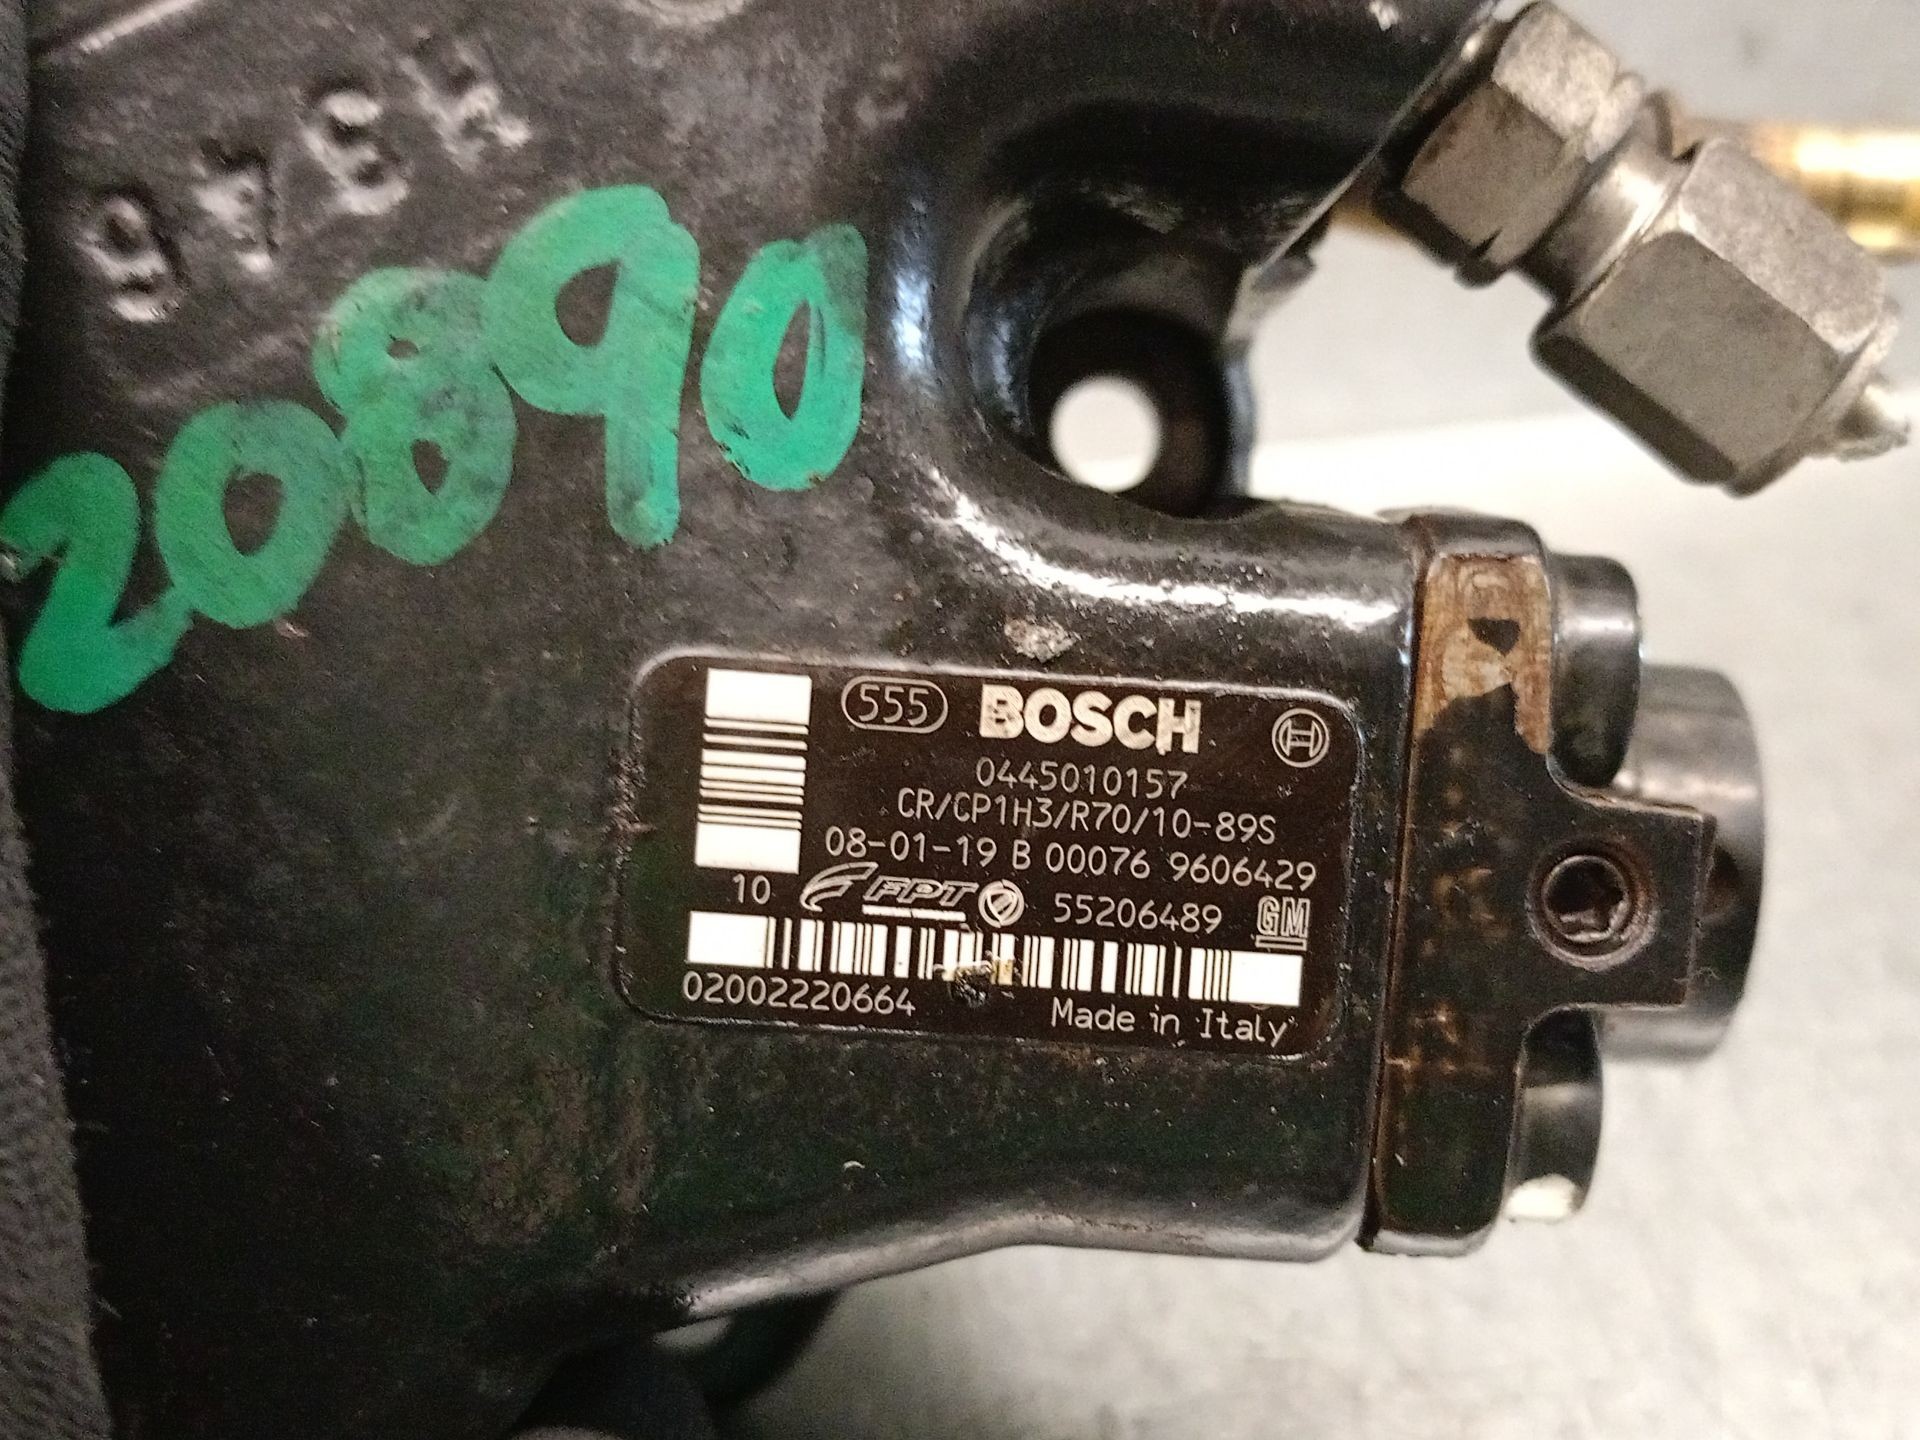 20890
555 BOSCH
0445010157
CR/CP1H3/R70/10-89S
08-01-19 B 00076 9606429
10 FPT 55206489 GM
02002220664
Made in Italy